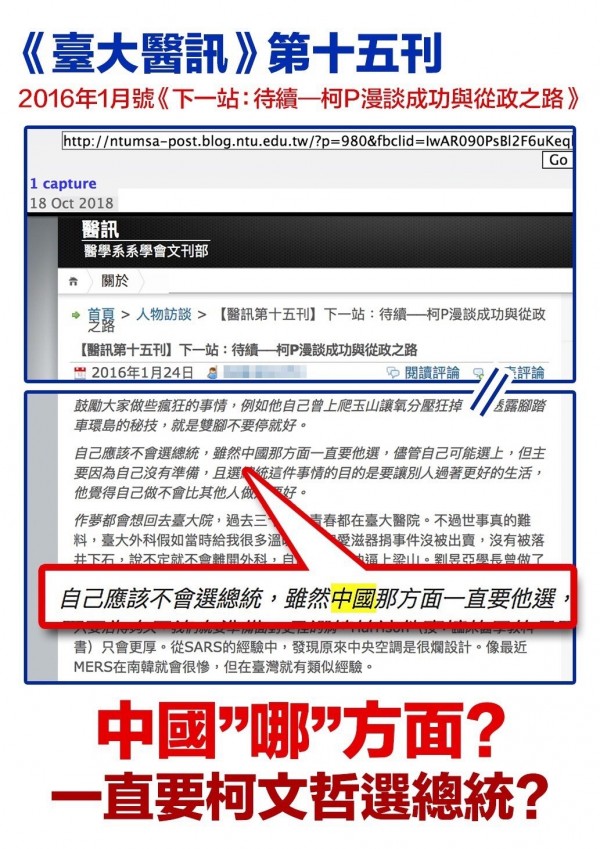 《臺大醫訊》第十五刊
2016年1月號《下一站：待續—柯P漫談成功與從政之路》
http://ntumsa-post.blog.ntu.edu.tw/?p=980&fbclid=IwAR090PsBl2F6uKeql
Go
1 capture
18 Oct 2018
醫訊
醫學系系學會文刊部
關於
首頁 > 人物訪談 > 【醫訊第十五刊】下一站：待續──柯P漫談成功與從政
之路
【醫訊第十五刊】下一站：待續──柯P漫談成功與從政之路
2016年1月24日
閱讀評論
評論
鼓勵大家做些瘋狂的事情，例如他自己曾上爬玉山讓氧分壓狂掉
透露腳踏
車環島的秘技，就是雙腳不要停就好。
自己應該不會選總統，雖然中國那方面一直要他選，儘管自己可能選上，但主
要因為自己沒有準備，且選總統這件事情的目的是要讓別人過著更好的生活，
他覺得自己做不會比其他人做更好。
作夢都會想回去臺大院，過去三十 青春都在臺大醫院。不過世事真的難
料，臺大外科假如當時給我很多溫 愛滋器捐事件沒被出賣，沒有被落
井下石，說不定就不會離開外科，自 逼上梁山。劉昱亞學長曾做了
自己應該不會選總統，雖然中國那方面一直要他選，
書）只會更厚。從SARS的經驗中，發現原來中央空調是很爛設計。像最近
MERS在南韓就會很慘，但在臺灣就有類似經驗。
中國”哪”方面？
一直要柯文哲選總統？